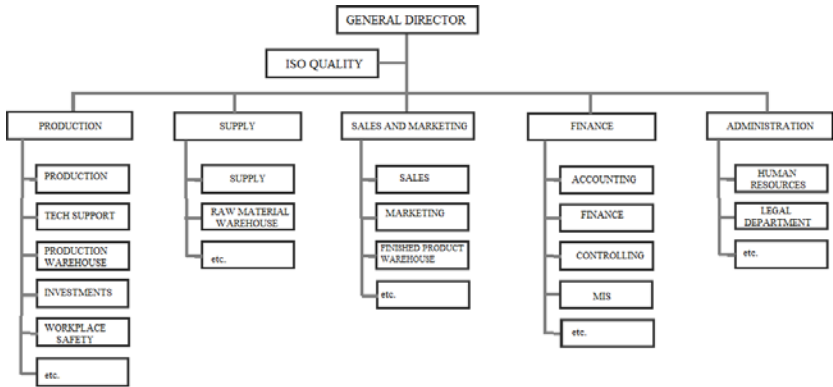 GENERAL DIRECTOR
ISO QUALITY
PRODUCTION
SUPPLY
SALES AND MARKETING
FINANCE
ADMINISTRATION
PRODUCTION
TECH SUPPORT
PRODUCTION
WAREHOUSE
INVESTMENTS
WORKPLACE
SAFETY
etc.
SUPPLY
RAW MATERIAL
WAREHOUSE
etc.
SALES
MARKETING
FINISHED PRODUCT
WAREHOUSE
etc.
ACCOUNTING
FINANCE
CONTROLLING
MIS
etc.
HUMAN
RESOURCES
LEGAL
DEPARTMENT
etc.